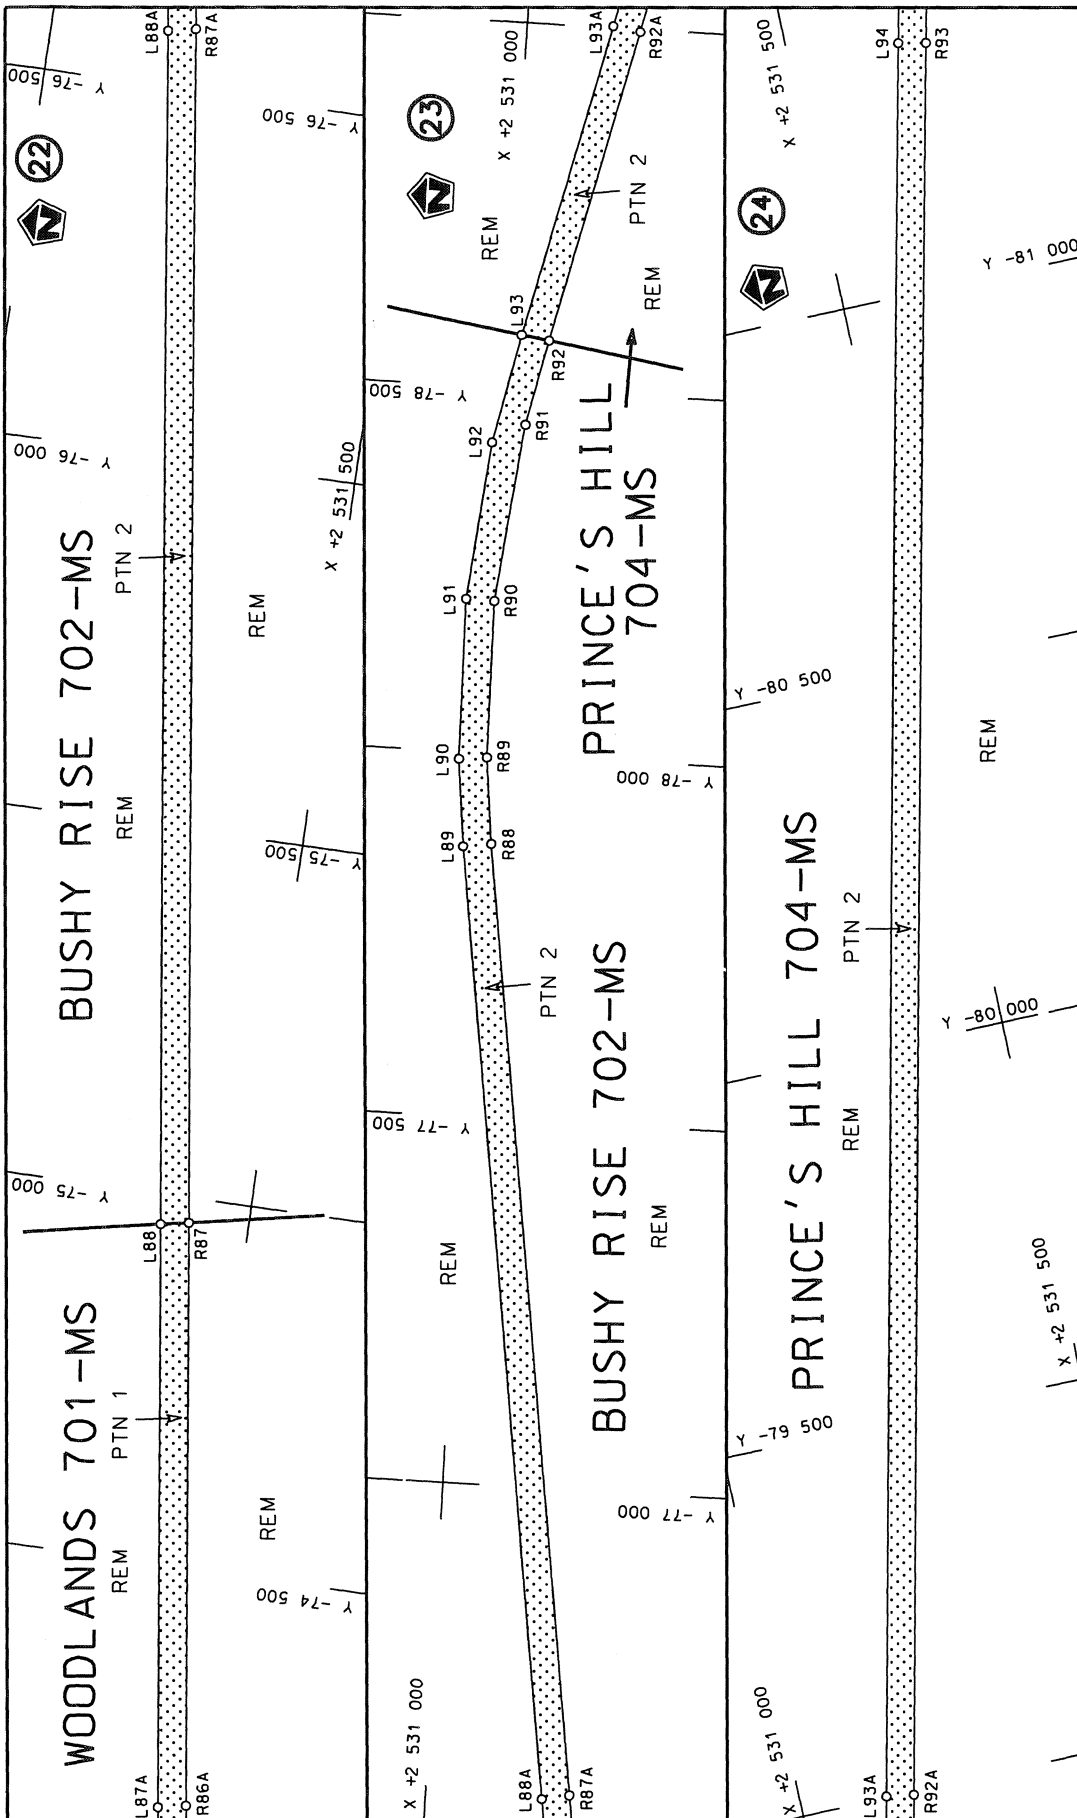 22
N
WOODLANDS 701-MS
REM
PTN 1
REM
BUSHY RISE 702-MS
REM
PTN 2
REM
L87A
R86A
L88
R87
L88A
R87A
Y -74 500
Y -75 000
Y -75 500
Y -76 000
Y -76 500
Y -76 500
X +2 531 500
23
N
BUSHY RISE 702-MS
REM
REM
PTN 2
PRINCE'S HILL
704-MS
REM
REM
PTN 2
L88A
R87A
L89
R88
L90
R89
L91
R90
L92
R91
L93
R92
L93A
R92A
X +2 531 000
Y -77 000
Y -77 500
Y -78 000
Y -78 500
X +2 531 000
24
N
PRINCE'S HILL 704-MS
REM
PTN 2
REM
L93A
R92A
L94
R93
X +2 531 000
Y -79 500
X +2 531 500
Y -80 000
Y -80 500
Y -81 000
X +2 531 500